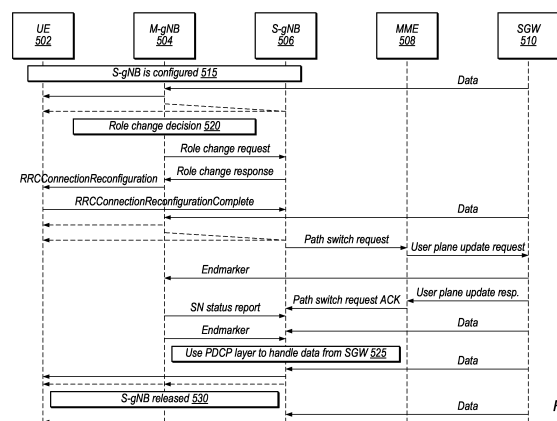 UE
502
M-gNB
504
S-gNB
506
MME
508
SGW
510
S-gNB is configured 515
Data
Role change decision 520
Role change request
Role change response
RRCConnectionReconfiguration
RRCConnectionReconfigurationComplete
Data
Path switch request
User plane update request
Endmarker
User plane update resp.
Path switch request ACK
SN status report
Endmarker
Data
Use PDCP layer to handle data from SGW 525
Data
S-gNB released 530
Data